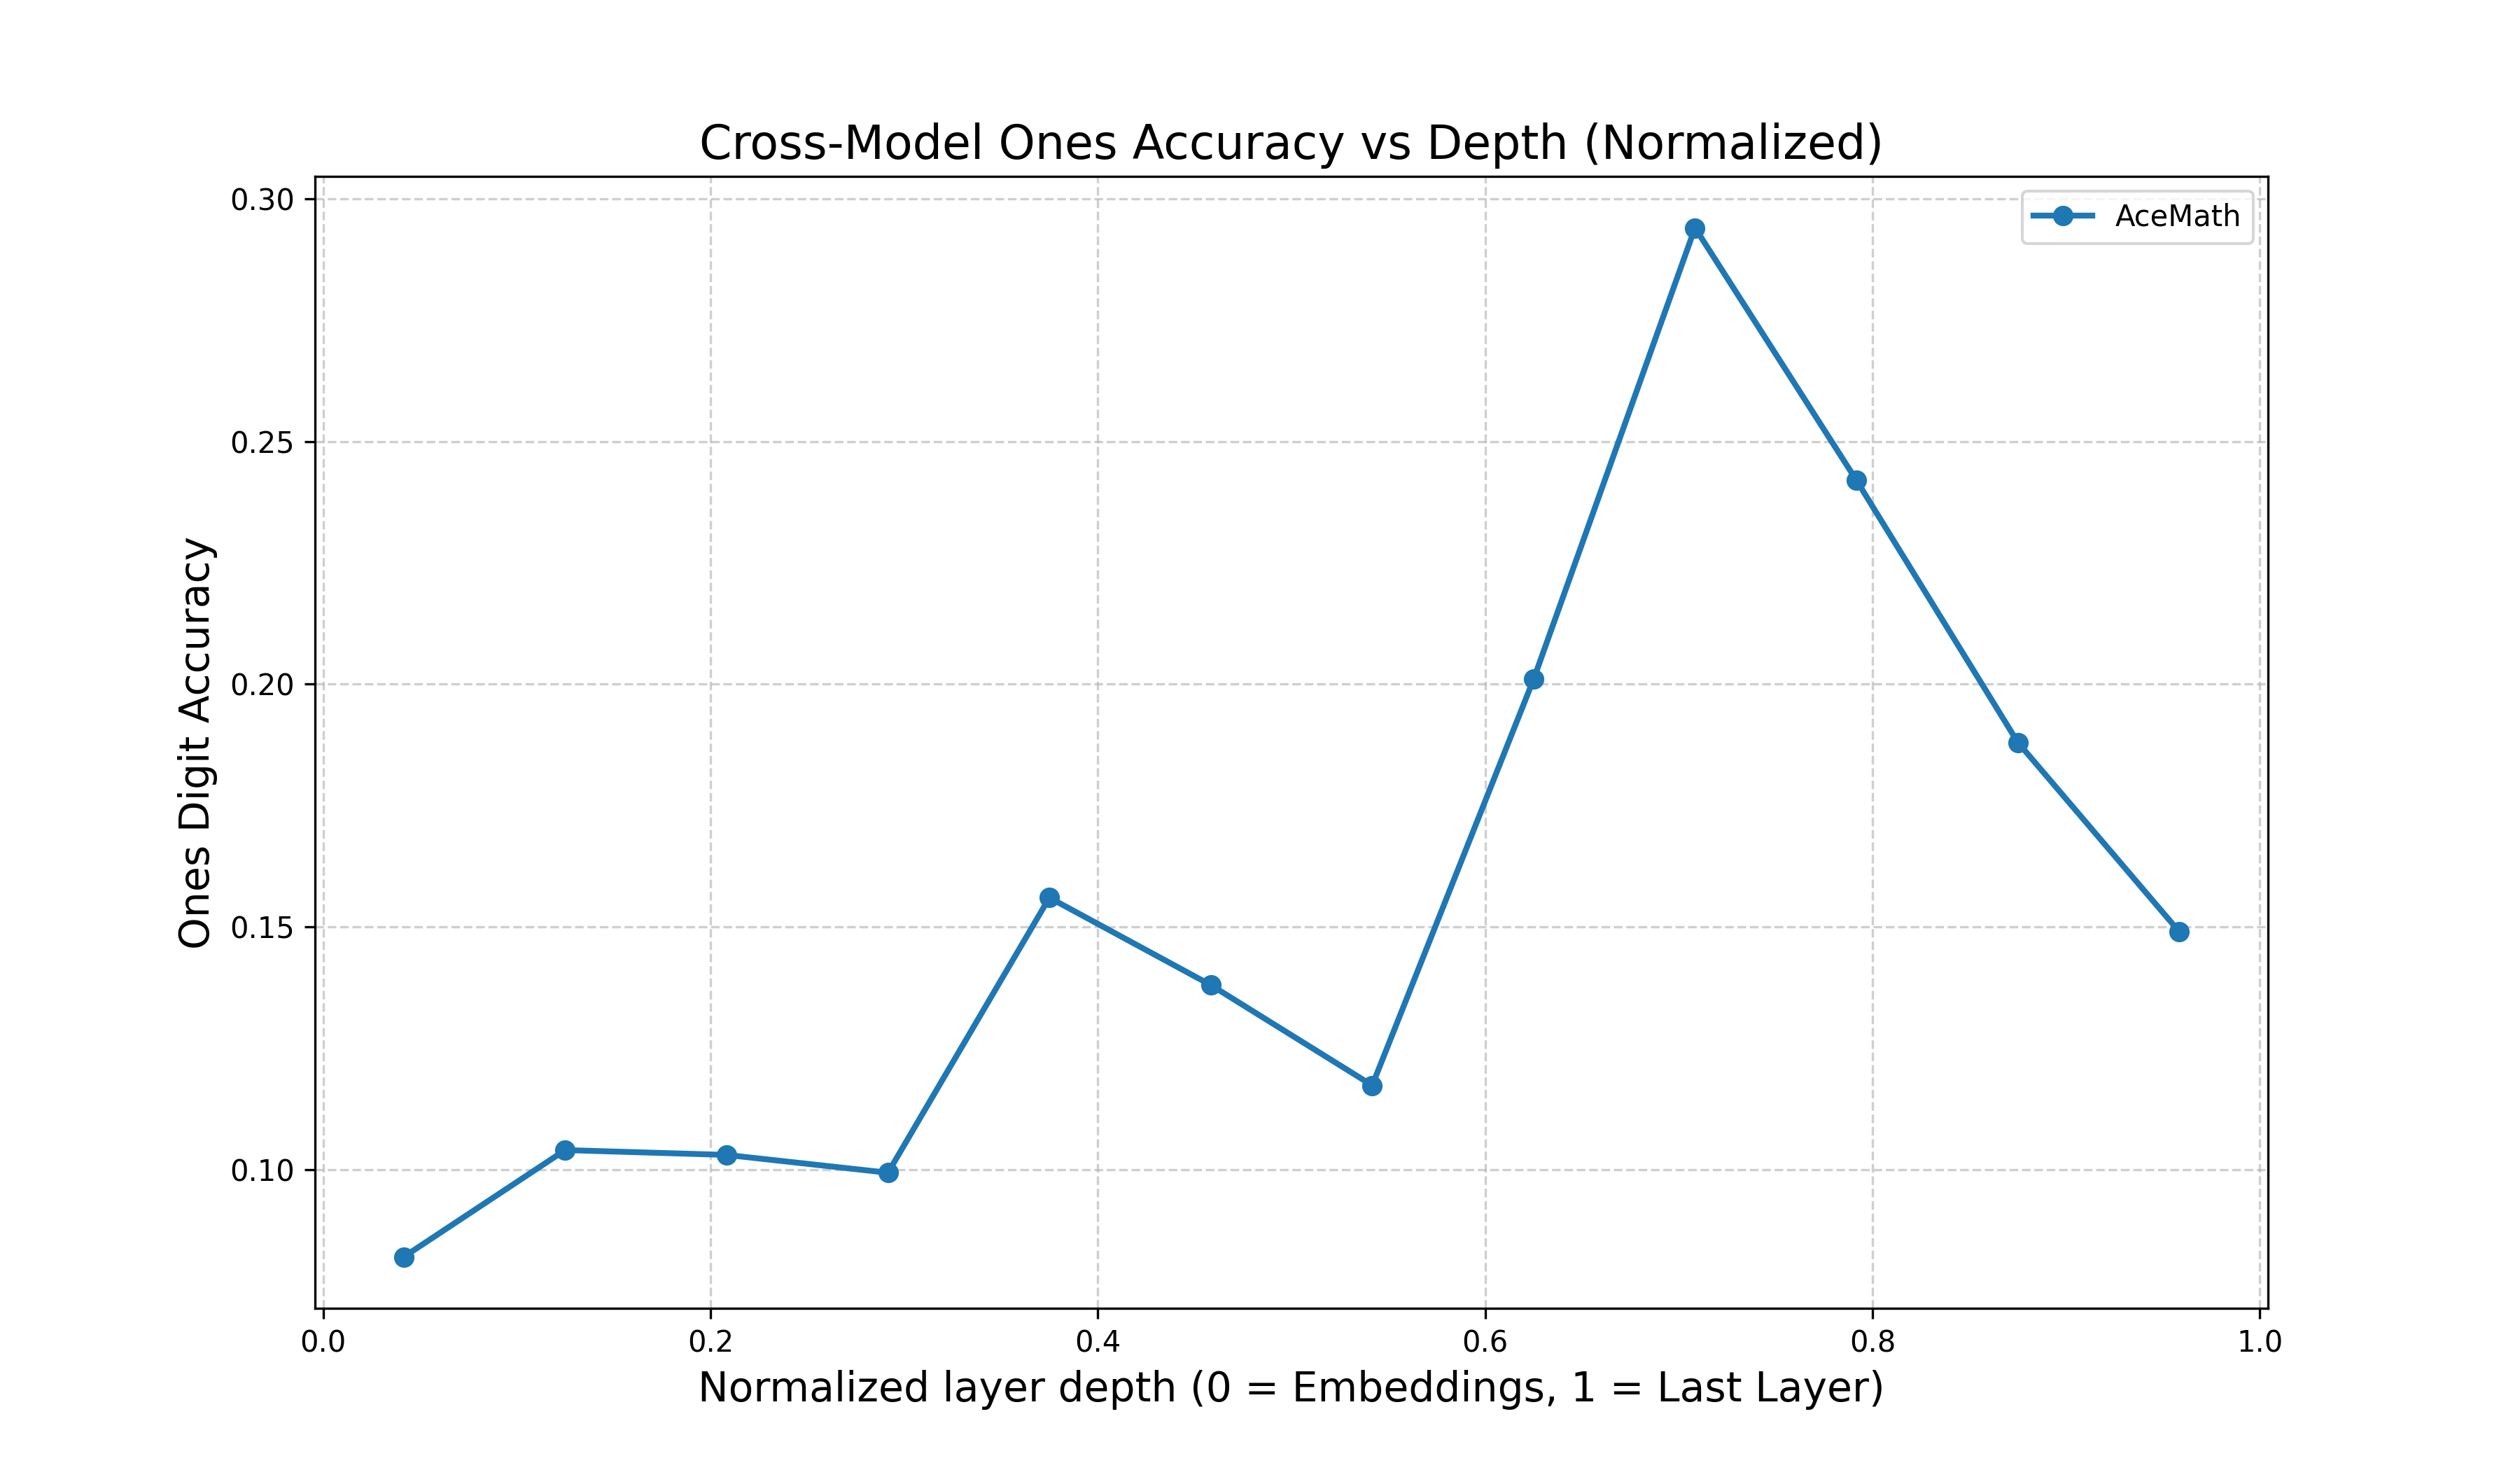 Cross-Model Ones Accuracy vs Depth (Normalized)
AceMath
Ones Digit Accuracy
0.30
0.25
0.20
0.15
0.10
0.0 0.2 0.4 0.6 0.8 1.0
Normalized layer depth (0 = Embeddings, 1 = Last Layer)